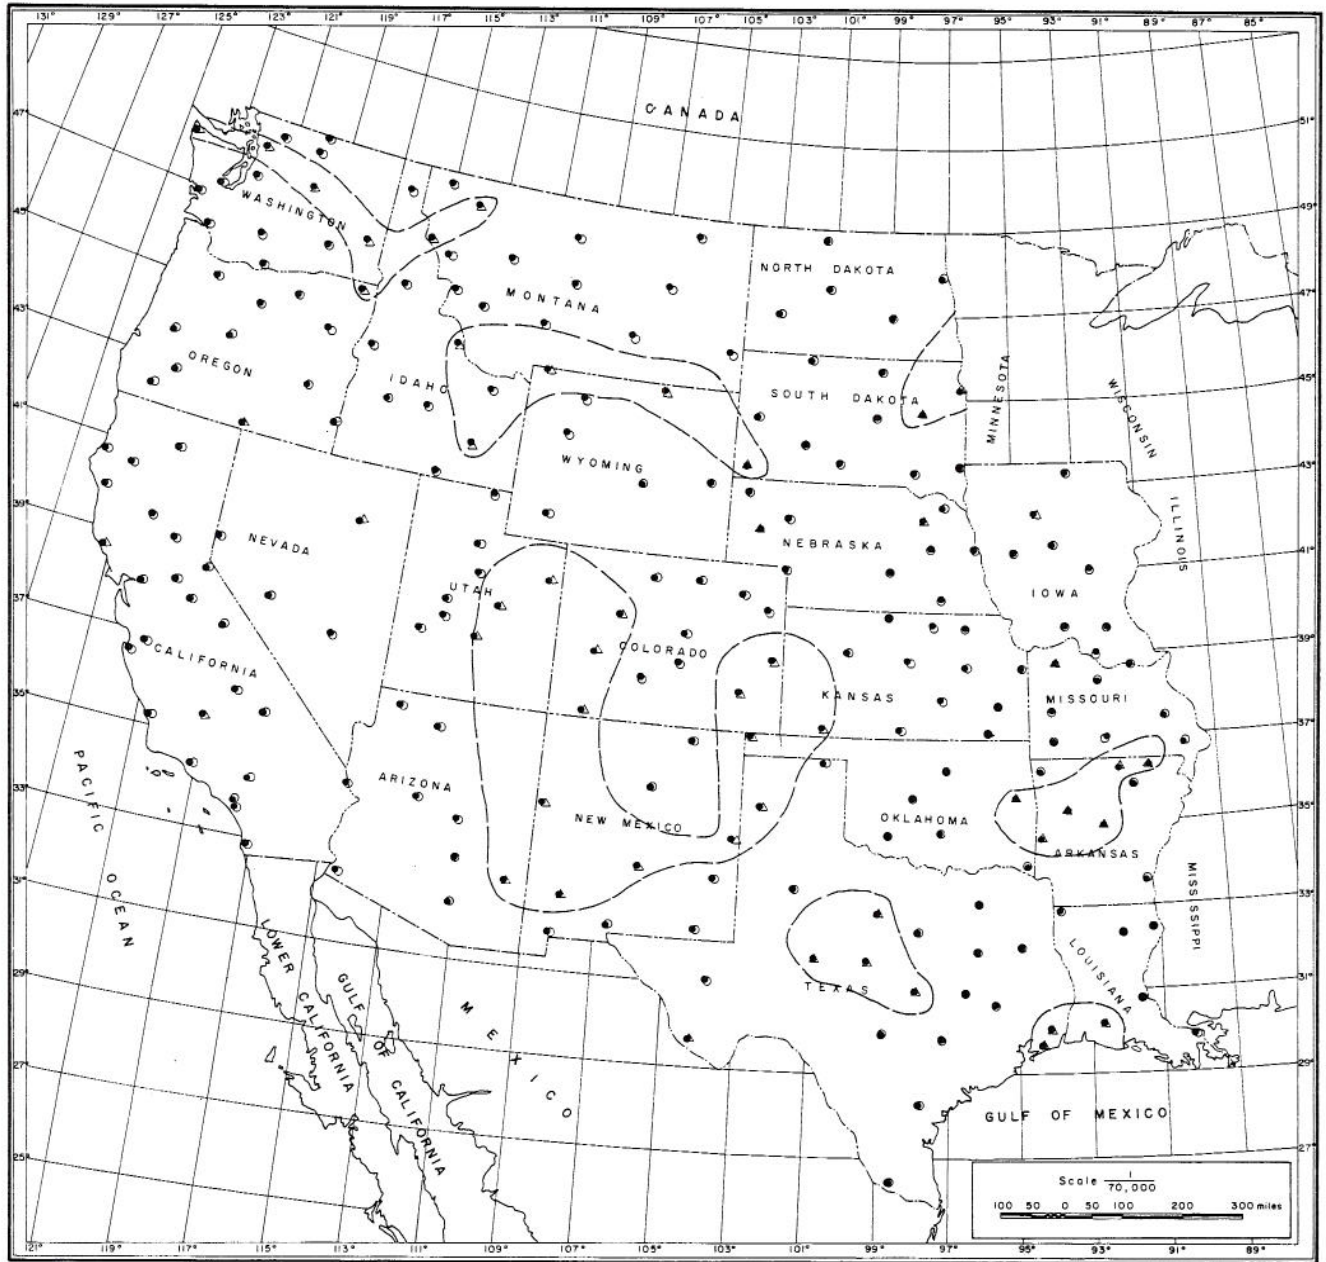 131° 129° 127° 125° 123° 121° 119° 117° 115° 113° 111° 109° 107° 105° 103° 101° 99° 97° 95° 93° 91° 89° 87° 85°
CANADA
47°
51°
WASHINGTON
45°
49°
NORTH DAKOTA
MONTANA
47°
43°
OREGON
IDAHO
SOUTH DAKOTA
MINNESOTA
WISCONSIN
45°
41°
WYOMING
43°
39°
NEVADA
NEBRASKA
ILLINOIS
41°
UTAH
IOWA
37°
CALIFORNIA
COLORADO
39°
KANSAS
MISSOURI
35°
37°
PACIFIC
OCEAN
ARIZONA
NEW MEXICO
OKLAHOMA
ARKANSAS
35°
33°
MISSISSIPPI
33°
31°
LOWER
CALIFORNIA
GULF OF
CALIFORNIA
MEXICO
TEXAS
LOUISIANA
31°
29°
29°
27°
GULF OF MEXICO
27°
25°
Scale 1
70,000
100 50 0 100 200 300 miles
121° 119° 117° 115° 113° 111° 109° 107° 105° 103° 101° 99° 97° 95° 93° 91° 89°